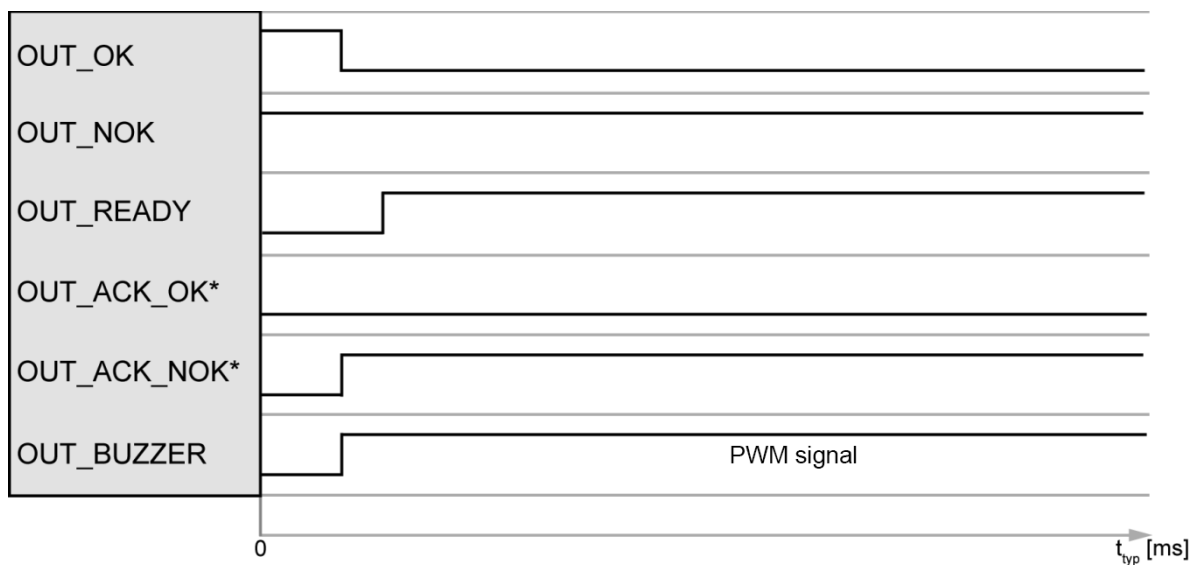 OUT_OK
OUT_NOK
OUT_READY
OUT_ACK_OK*
OUT_ACK_NOK*
OUT_BUZZER
PWM signal
0
t_typ [ms]